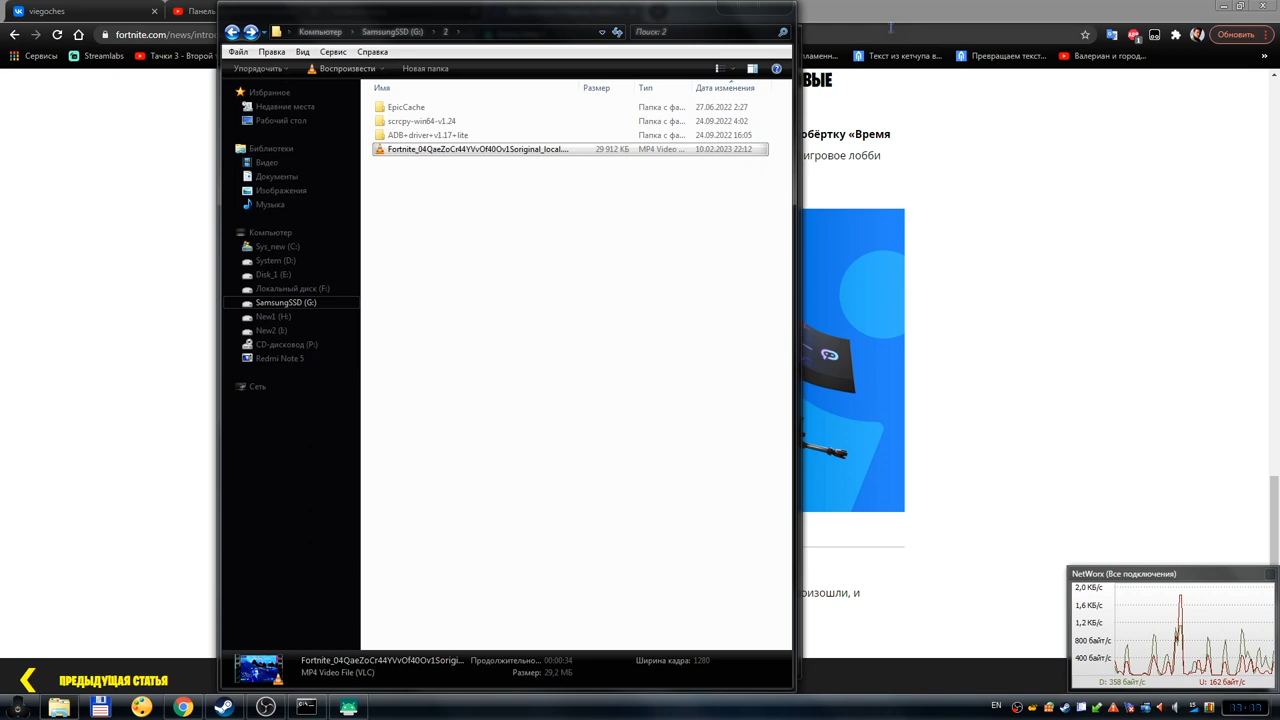 viegoches
Панель
fortnite.com/news/introd
Обновить
Сервисы
Streamlabs
Тачки 3 - Второй
Текст из кетчупа в...
Превращаем текст...
Валериан и город...
Компьютер
SamsungSSD (G:)
2
Поиск: 2
Файл
Правка
Вид
Сервис
Справка
Упорядочить
Воспроизвести
Новая папка
Избранное
Недавние места
Рабочий стол
Библиотеки
Видео
Документы
Изображения
Музыка
Компьютер
Sys_new (C:)
System (D:)
Disk_1 (E:)
Локальный диск (F:)
SamsungSSD (G:)
New1 (H:)
New2 (I:)
CD-дисковод (P:)
Redmi Note 5
Сеть
Имя
Размер
Тип
Дата изменения
EpicCache
Папка с фа...
27.06.2022 2:27
scrcpy-win64-v1.24
Папка с фа...
24.09.2022 4:02
ADB+driver+v1.17+lite
Папка с фа...
24.09.2022 16:05
Fortnite_04QaeZoCr44YVvOf40Ov1Soriginal_local....
29 912 КБ
MP4 Video ...
10.02.2023 22:12
Fortnite_04QaeZoCr44YVvOf40Ov1Sorigi...
Продолжительно...
00:00:34
Ширина кадра: 1280
MP4 Video File (VLC)
Размер: 29,2 МБ
обёртку «Время
игровое лобби
NetWorx (Все подключения)
2,0 КБ/с
1,6 КБ/с
1,2 КБ/с
800 байт/с
400 байт/с
D: 358 байт/с
U: 162 байт/с
ПРЕДЫДУЩАЯ СТАТЬЯ
EN